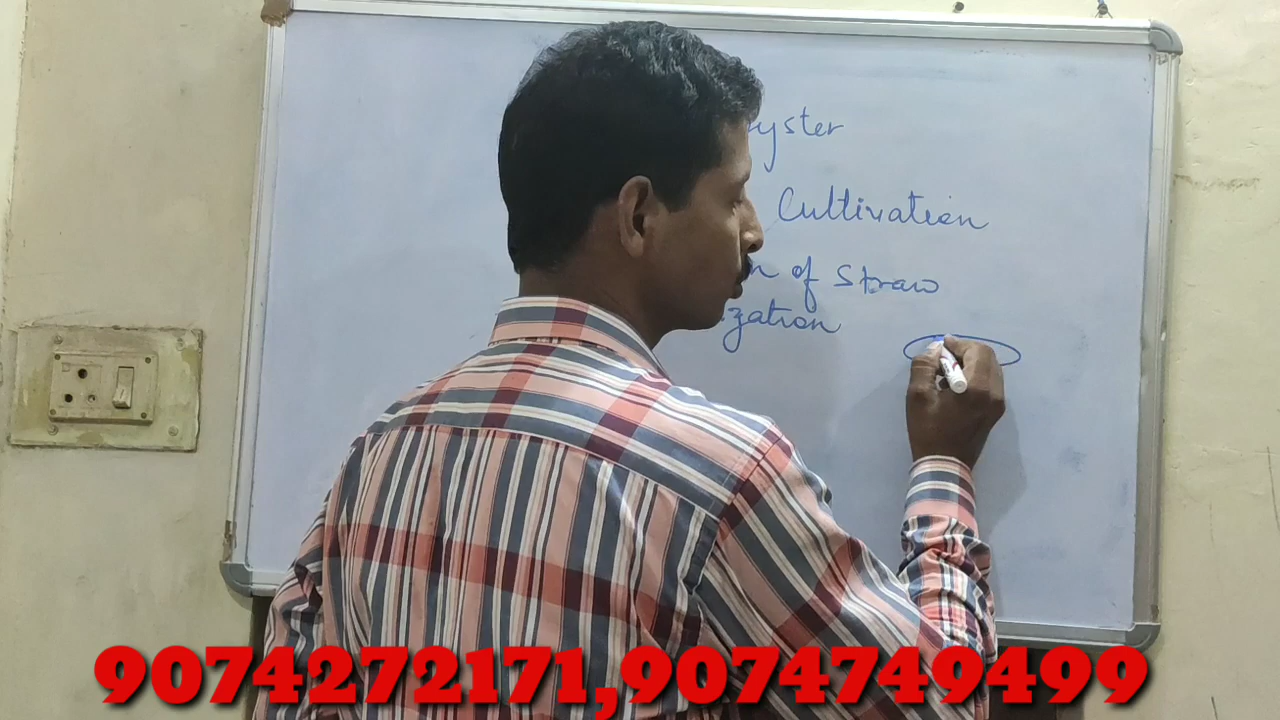 yster
Cultivation
n of Straw
zation
9074272171,9074749499